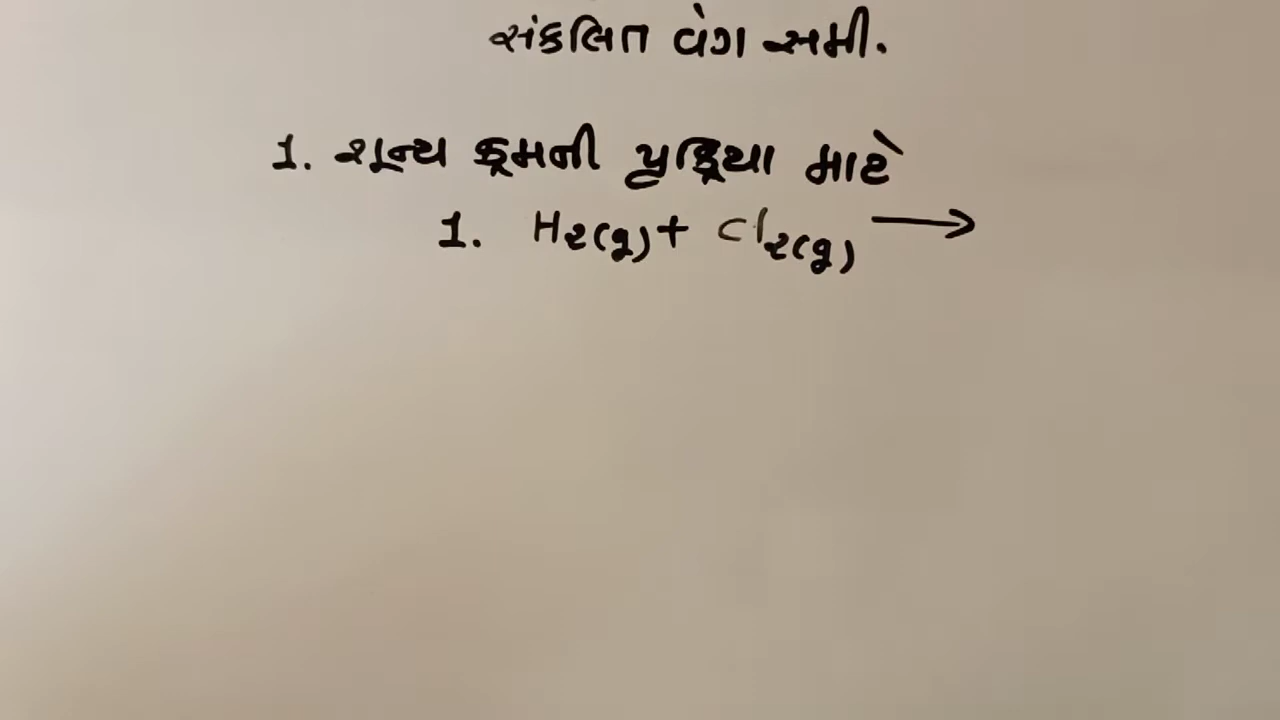 સંકલિત વેગ સમી.
1. શૂન્ય ક્રમની પ્રક્રિયા માટે
1. H2(g) + Cl2(g) ⟶